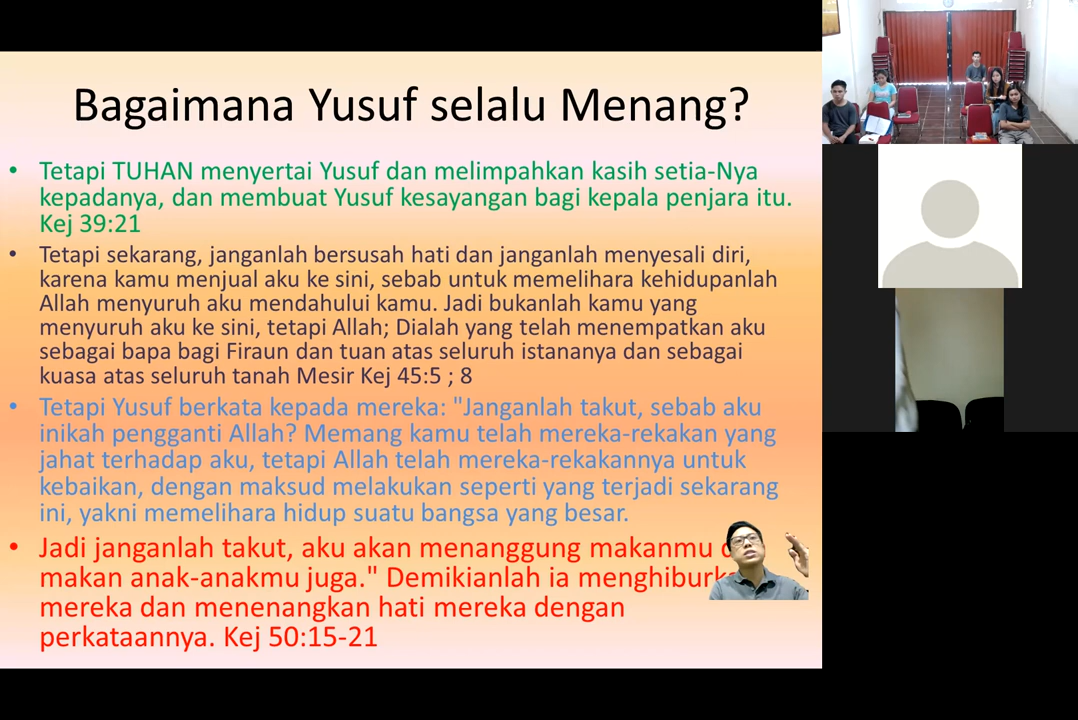 Bagaimana Yusuf selalu Menang?
• Tetapi TUHAN menyertai Yusuf dan melimpahkan kasih setia-Nya
kepadanya, dan membuat Yusuf kesayangan bagi kepala penjara itu.
Kej 39:21
• Tetapi sekarang, janganlah bersusah hati dan janganlah menyesali diri,
karena kamu menjual aku ke sini, sebab untuk memelihara kehidupanlah
Allah menyuruh aku mendahului kamu. Jadi bukanlah kamu yang
menyuruh aku ke sini, tetapi Allah; Dialah yang telah menempatkan aku
sebagai bapa bagi Firaun dan tuan atas seluruh istananya dan sebagai
kuasa atas seluruh tanah Mesir Kej 45:5 ; 8
• Tetapi Yusuf berkata kepada mereka: "Janganlah takut, sebab aku
inikah pengganti Allah? Memang kamu telah mereka-rekakan yang
jahat terhadap aku, tetapi Allah telah mereka-rekakannya untuk
kebaikan, dengan maksud melakukan seperti yang terjadi sekarang
ini, yakni memelihara hidup suatu bangsa yang besar.
• Jadi janganlah takut, aku akan menanggung makanmu
makan anak-anakmu juga." Demikianlah ia
mereka dan menenangkan hati mereka dengan
perkataannya. Kej 50:15-21